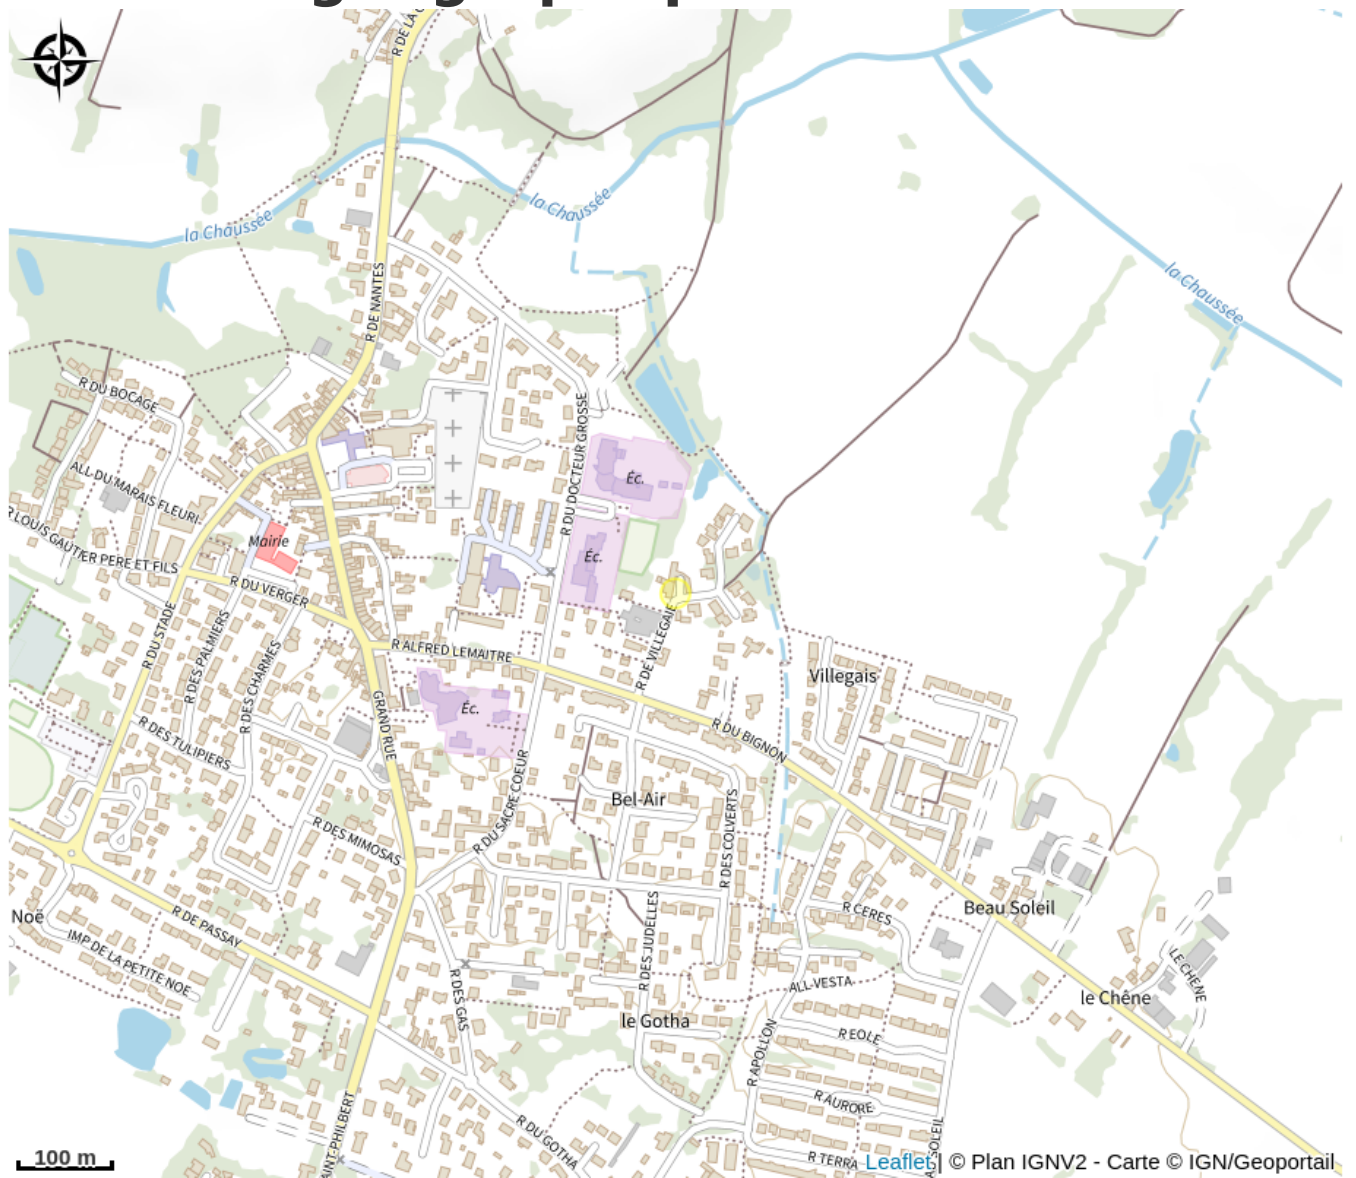 R DE NANTES
la Chaussée
la Chaussée
la Chaussée
R DU BOCAGE
ALL DU MARAIS FLEURI
R LOUIS GAUTIER PERE ET FILS
Mairie
R DU VERGER
R DU STADE
R DES PALMIERS
R DES CHARMES
R DES TULIPIERS
GRAND RUE
R ALFRED LEMAITRE
R DU DOCTEUR GROSSE
Éc.
Éc.
Éc.
R DE VILLEGAI
R DU BIGNON
Villegais
Bel-Air
R DES COLVERTS
R DU SACRE COEUR
R DES MIMOSAS
R DE PASSAY
Noë
IMP DE LA PETITE NOE
R DES GAS
R DES JUDELLES
le Gotha
R CERES
Beau Soleil
le Chêne
LE CHENE
ALL VESTA
R EOLE
R APOLLON
R AURORE
R TERRA
SOLEIL
R DU GOTHA
AINT-PHILBERT
100 m
Leaflet | © Plan IGNV2 - Carte © IGN/Geoportail